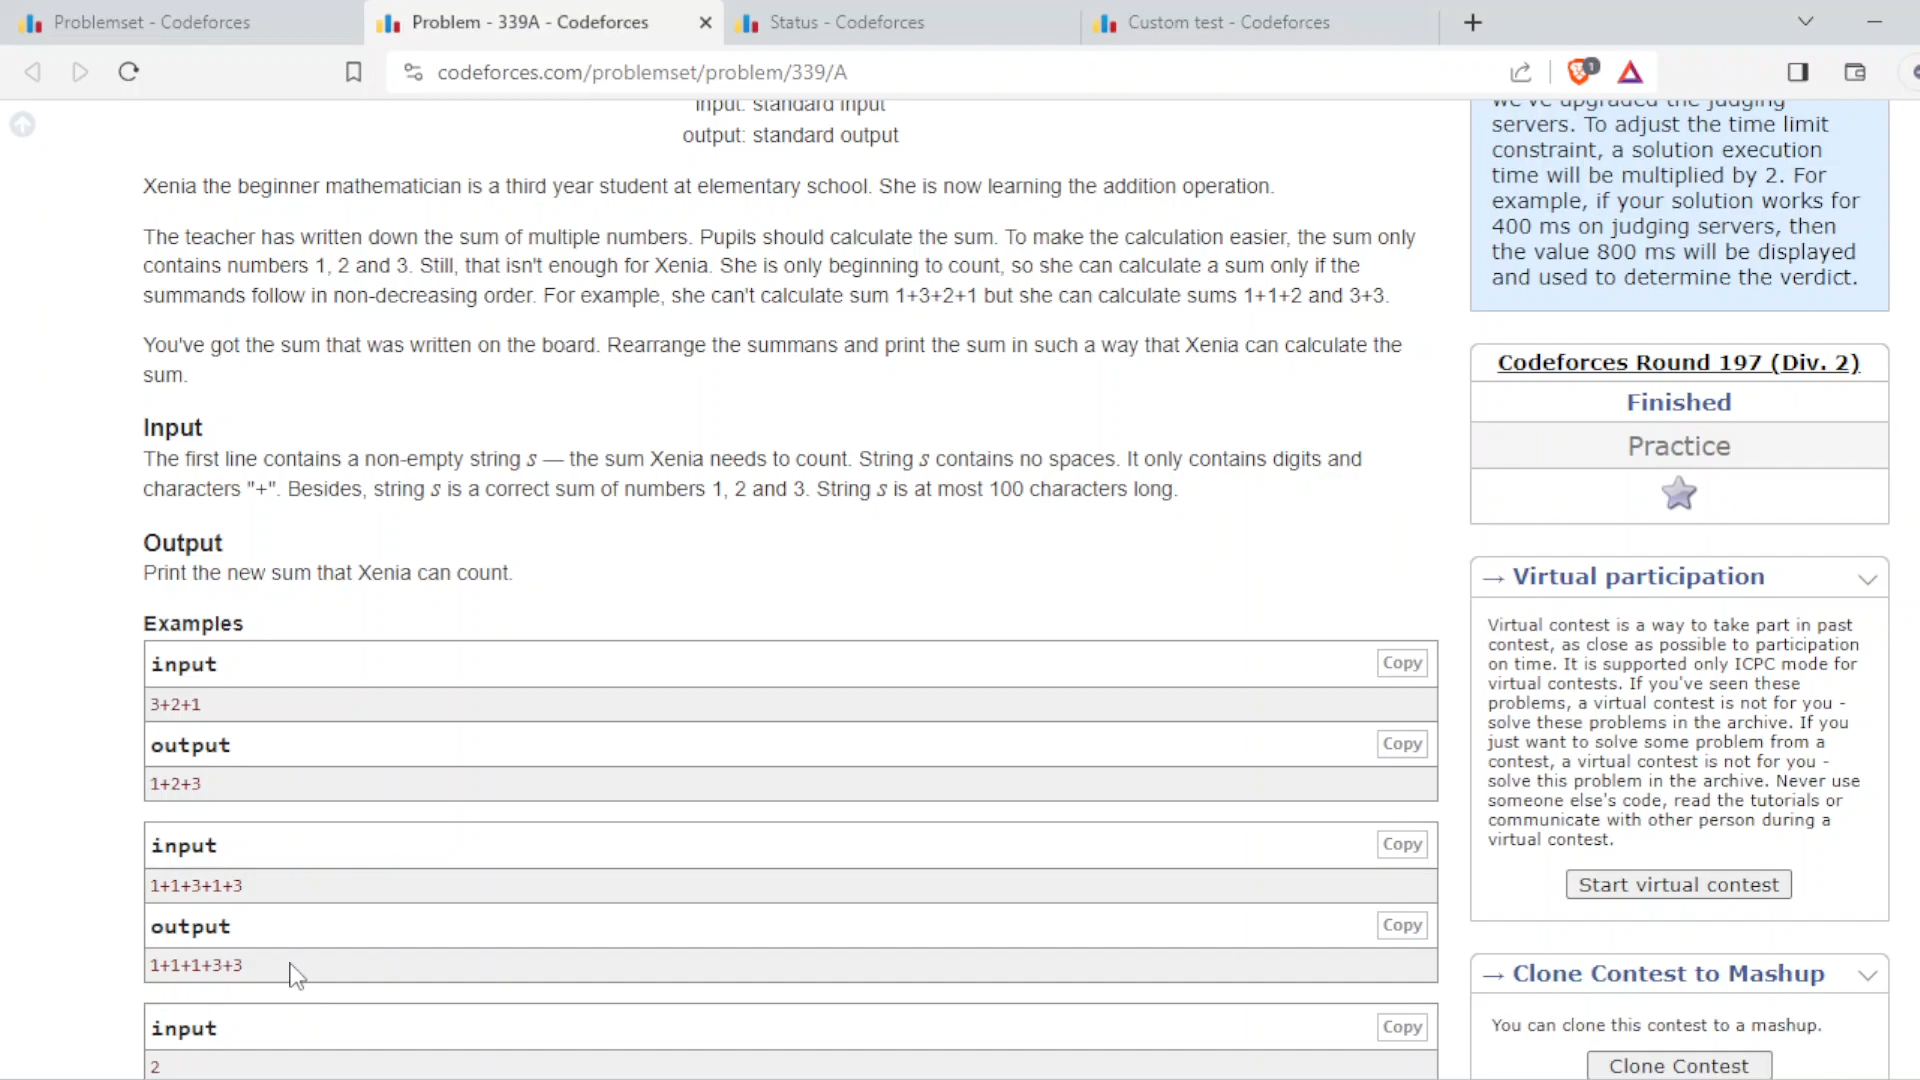 Problemset - Codeforces
Problem - 339A - Codeforces
Status - Codeforces
Custom test - Codeforces
codeforces.com/problemset/problem/339/A
1
input: standard input
output: standard output
Xenia the beginner mathematician is a third year student at elementary school. She is now learning the addition operation.
The teacher has written down the sum of multiple numbers. Pupils should calculate the sum. To make the calculation easier, the sum only
contains numbers 1, 2 and 3. Still, that isn't enough for Xenia. She is only beginning to count, so she can calculate a sum only if the
summands follow in non-decreasing order. For example, she can't calculate sum 1+3+2+1 but she can calculate sums 1+1+2 and 3+3.
You've got the sum that was written on the board. Rearrange the summans and print the sum in such a way that Xenia can calculate the
sum.
Input
The first line contains a non-empty string s — the sum Xenia needs to count. String s contains no spaces. It only contains digits and
characters "+". Besides, string s is a correct sum of numbers 1, 2 and 3. String s is at most 100 characters long.
Output
Print the new sum that Xenia can count.
Examples
input
Copy
3+2+1
output
Copy
1+2+3
input
Copy
1+1+3+1+3
output
Copy
1+1+1+3+3
input
Copy
2
we've upgraded the judging
servers. To adjust the time limit
constraint, a solution execution
time will be multiplied by 2. For
example, if your solution works for
400 ms on judging servers, then
the value 800 ms will be displayed
and used to determine the verdict.
Codeforces Round 197 (Div. 2)
Finished
Practice
→ Virtual participation
Virtual contest is a way to take part in past
contest, as close as possible to participation
on time. It is supported only ICPC mode for
virtual contests. If you've seen these
problems, a virtual contest is not for you -
solve these problems in the archive. If you
just want to solve some problem from a
contest, a virtual contest is not for you -
solve this problem in the archive. Never use
someone else's code, read the tutorials or
communicate with other person during a
virtual contest.
Start virtual contest
→ Clone Contest to Mashup
You can clone this contest to a mashup.
Clone Contest